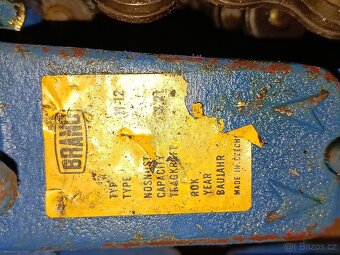 BRANO
TYP
TYPE
NOSNOST
CAPACITY
TRAGKRAFT
ROK
YEAR
BAUJAHR
MADE IN CZECH
bazos.cz